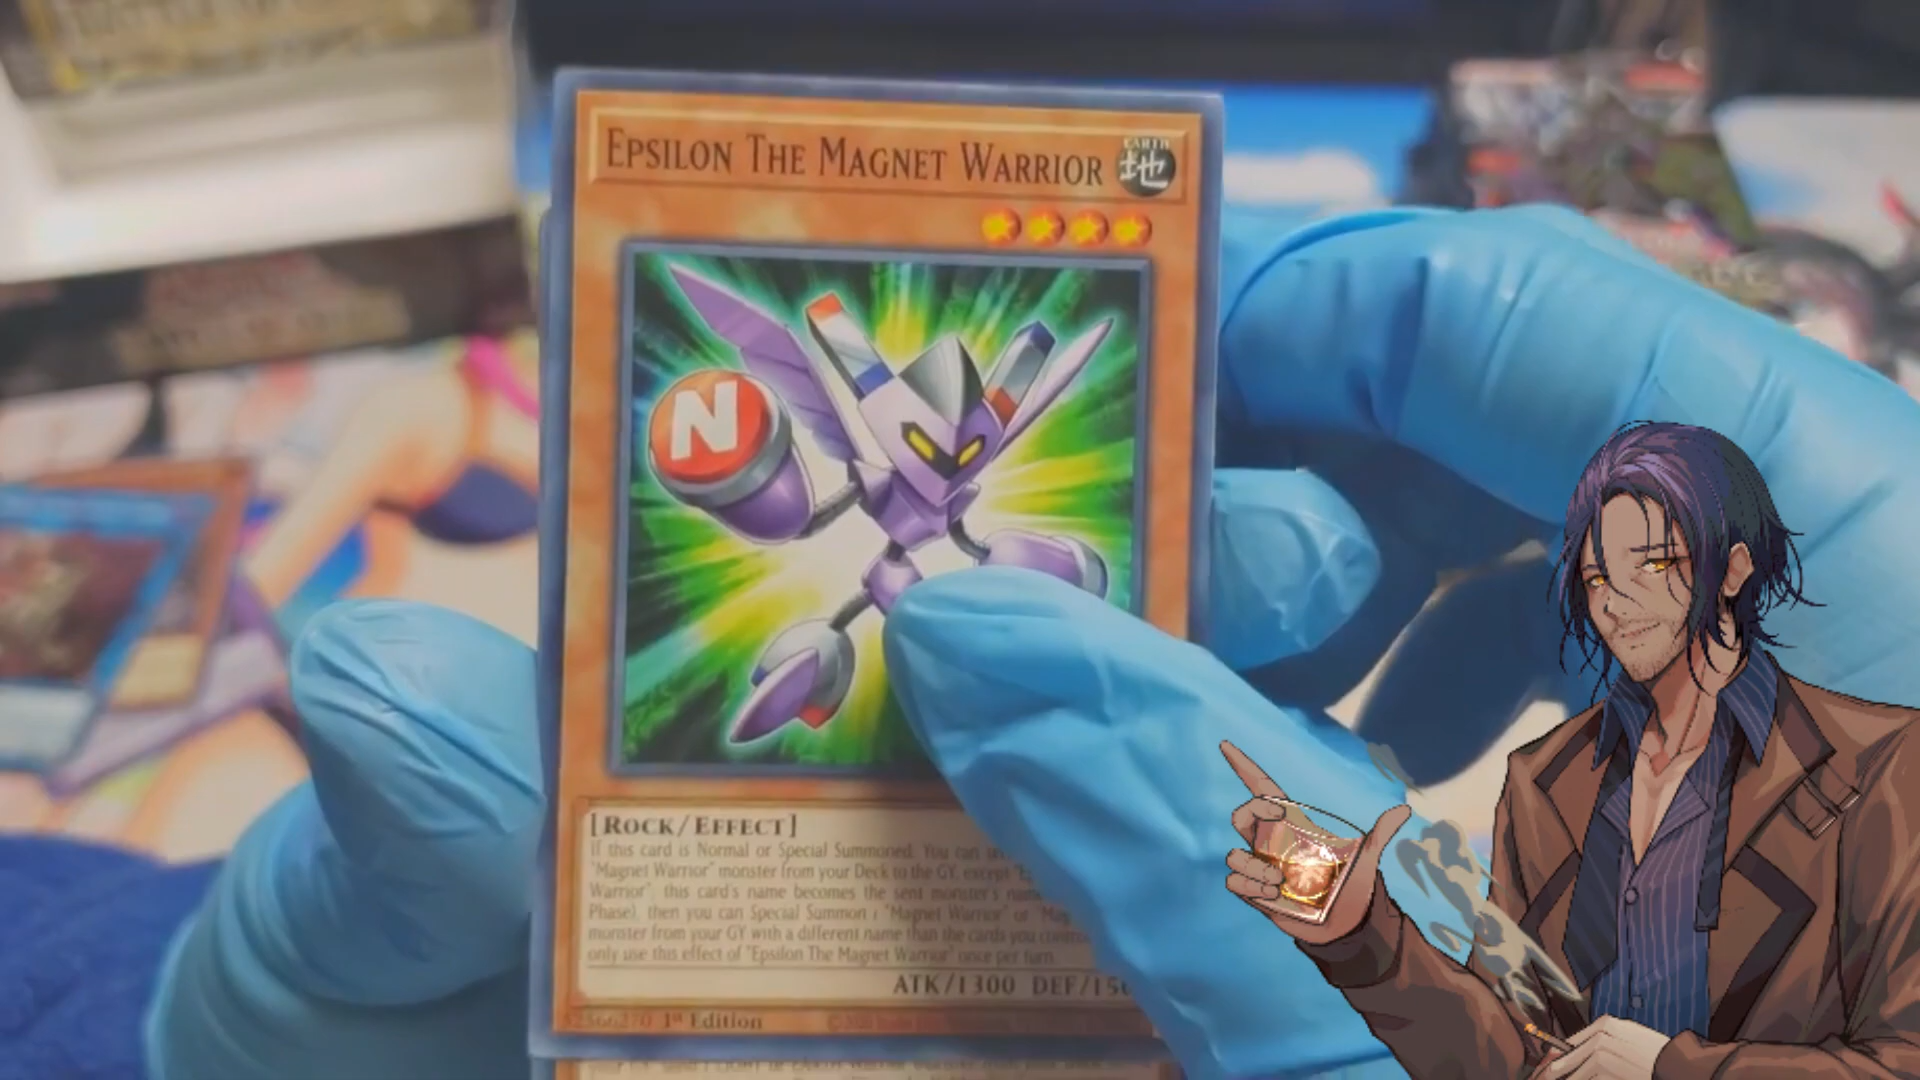 EPSILON THE MAGNET WARRIOR
EARTH
地
N
[ROCK/EFFECT]
If this card is Normal or Special Summoned: You can
"Magnet Warrior" monster from your Deck to the GY, except
Warrior"; this card's name becomes the sent monster's
Phase), then you can Special Summon 1 "Magnet Warrior" or
monster from your GY with a different name than the cards you
only use this effect of "Epsilon The Magnet Warrior" once per turn.
ATK/1300 DEF/
1st Edition